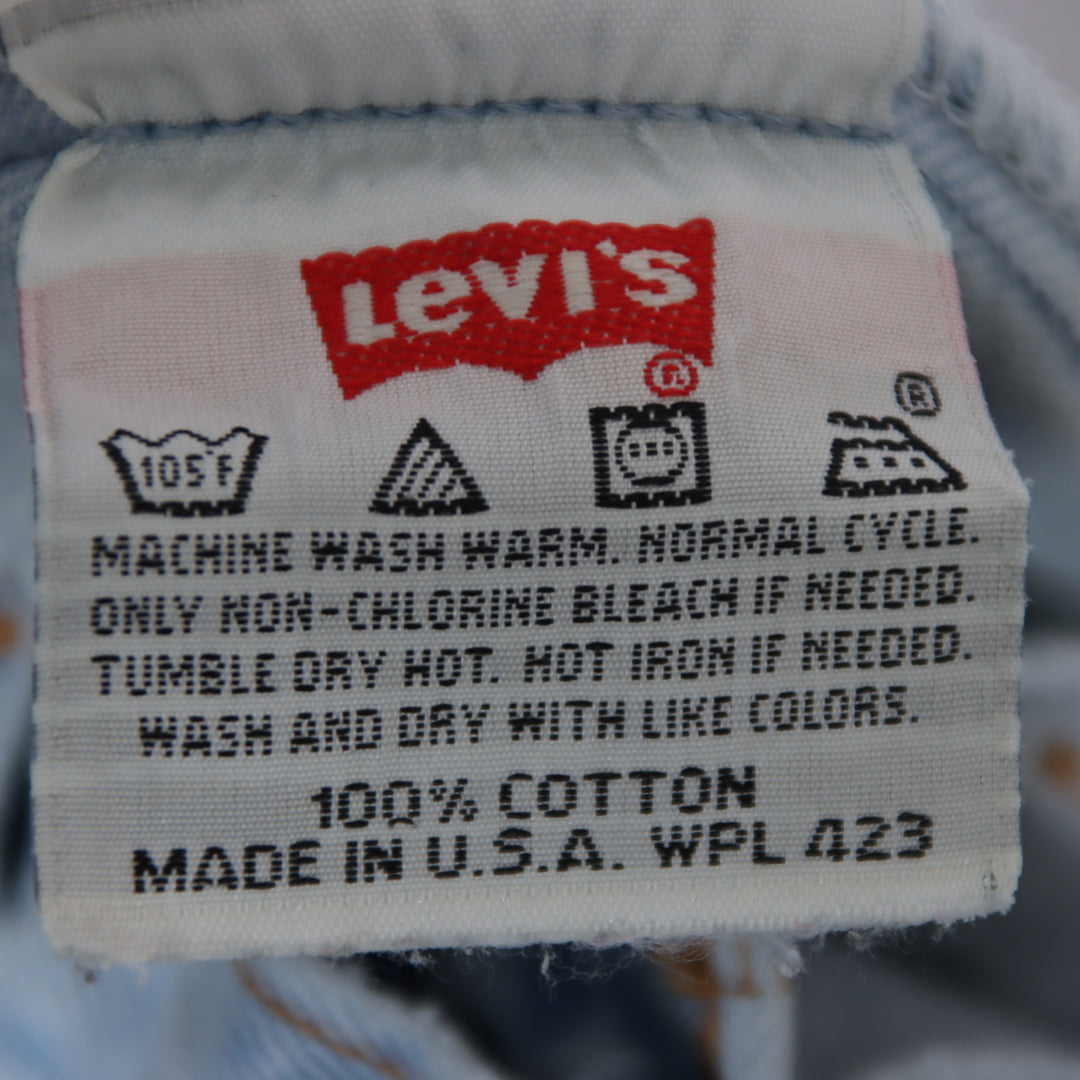 Levi's
®
®
105°F
MACHINE WASH WARM. NORMAL CYCLE.
ONLY NON-CHLORINE BLEACH IF NEEDED.
TUMBLE DRY HOT. HOT IRON IF NEEDED.
WASH AND DRY WITH LIKE COLORS.
100% COTTON
MADE IN U.S.A. WPL 423